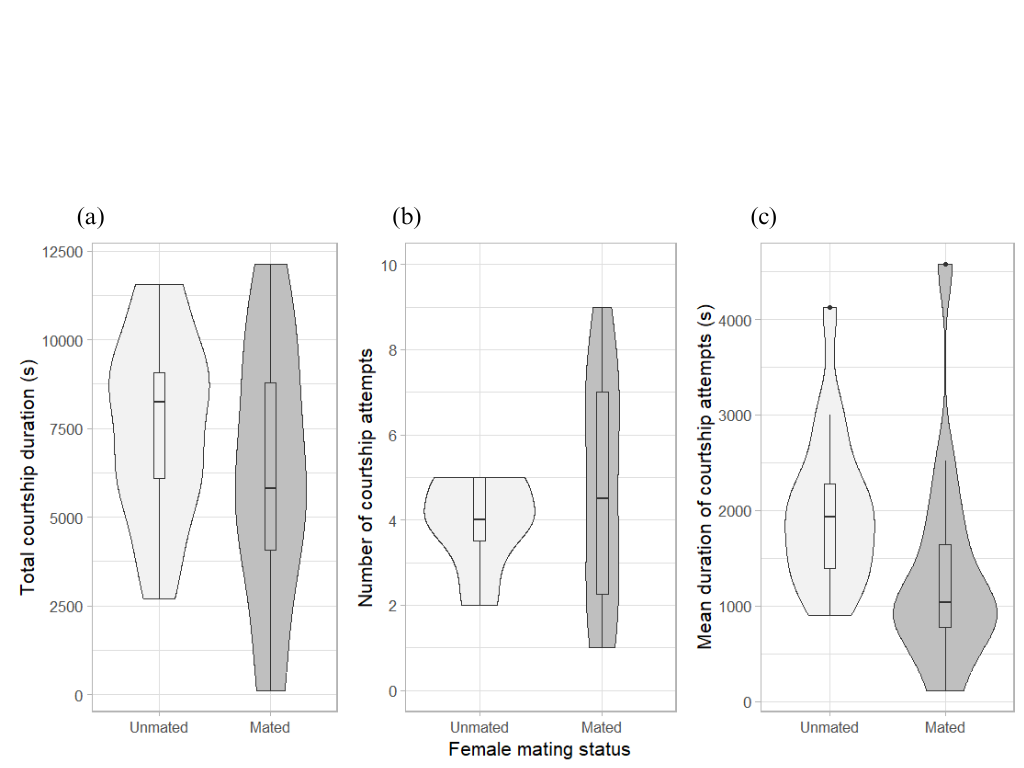 (a)
(b)
(c)
Total courtship duration (s)
12500
10000
7500
5000
2500
0
Unmated
Mated
Number of courtship attempts
10
8
6
4
2
0
Unmated
Mated
Female mating status
Mean duration of courtship attempts (s)
4000
3000
2000
1000
0
Unmated
Mated